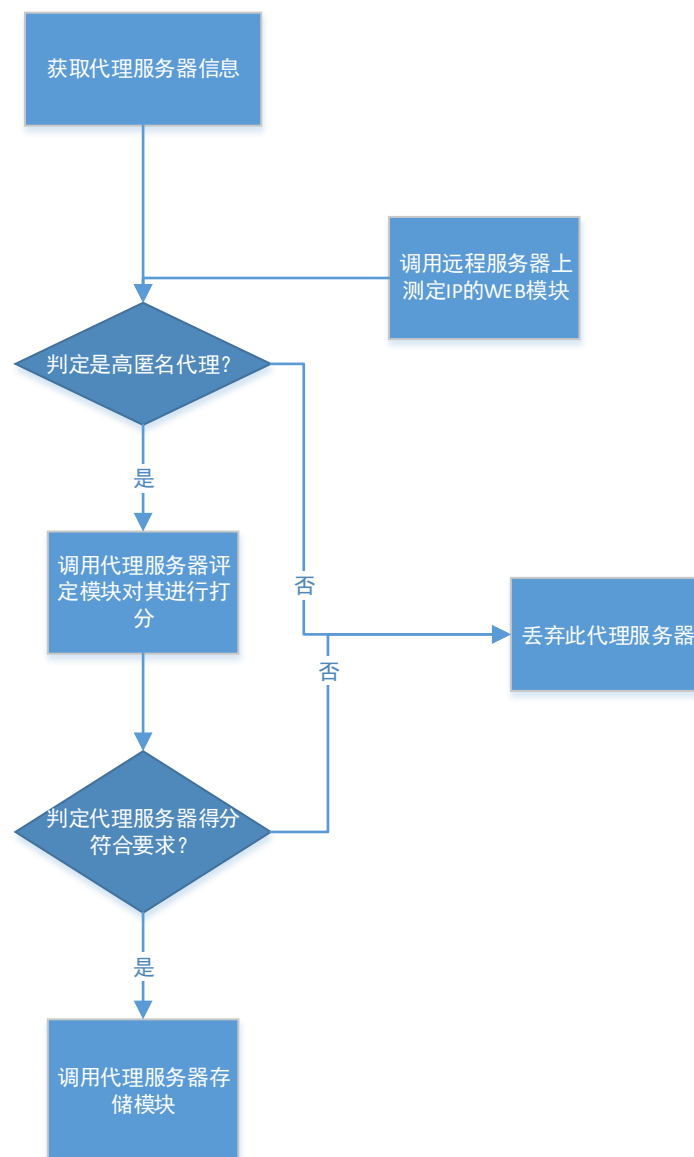 获取代理服务器信息
调用远程服务器上
测定IP的WEB模块
判定是高匿名代理？
是
调用代理服务器评
定模块对其进行打
分
否
丢弃此代理服务器
否
判定代理服务器得分
符合要求？
是
调用代理服务器存
储模块